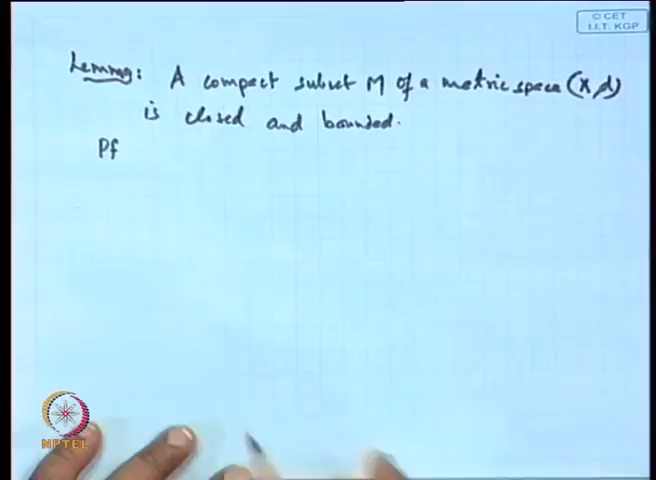 © CET
I.I.T. KGP
Lemma: A compact subset M of a metric space (X,d)
is closed and bounded.
Pf
NPTEL